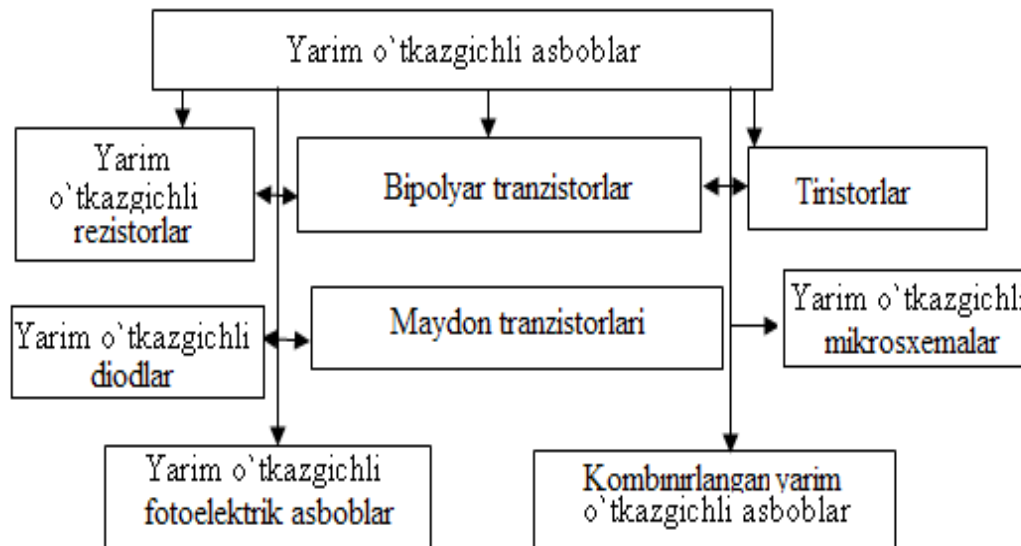 Yarim o`tkazgichli asboblar
Yarim
o`tkazgichli
rezistorlar
Bipolyar tranzistorlar
Tiristorlar
Yarim o`tkazgichli
diodlar
Maydon tranzistorlari
Yarim o`tkazgichli
mikrosxemalar
Yarim o`tkazgichli
fotoelektrik asboblar
Kombinırlangan yarim
o`tkazgichli asboblar